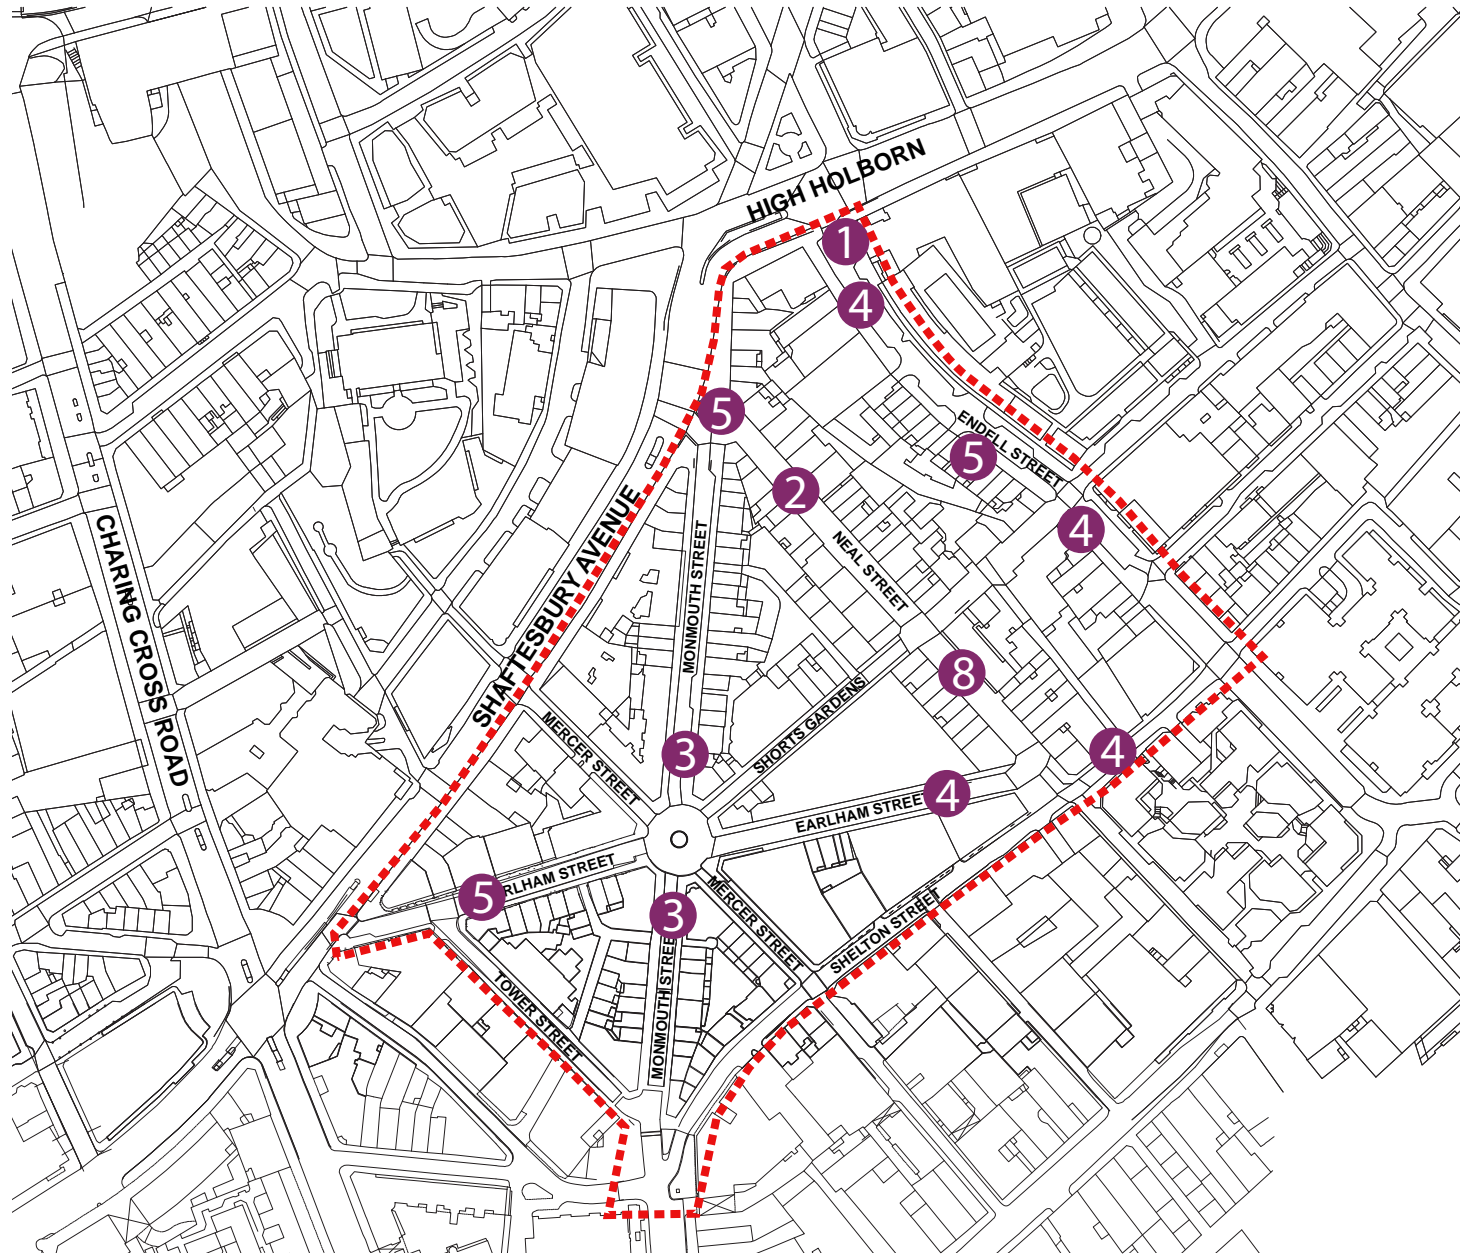 HIGH HOLBORN
1
4
5
ENDELL STREET
5
2
4
SHAFTESBURY AVENUE
MONMOUTH STREET
NEAL STREET
CHARING CROSS ROAD
8
SHORTS GARDENS
MERCER STREET
3
4
4
EARLHAM STREE
5
RLHAM STREET
3
MERCER STREET
SHELTON STREET
TOWER STREET
MONMOUTH STREE